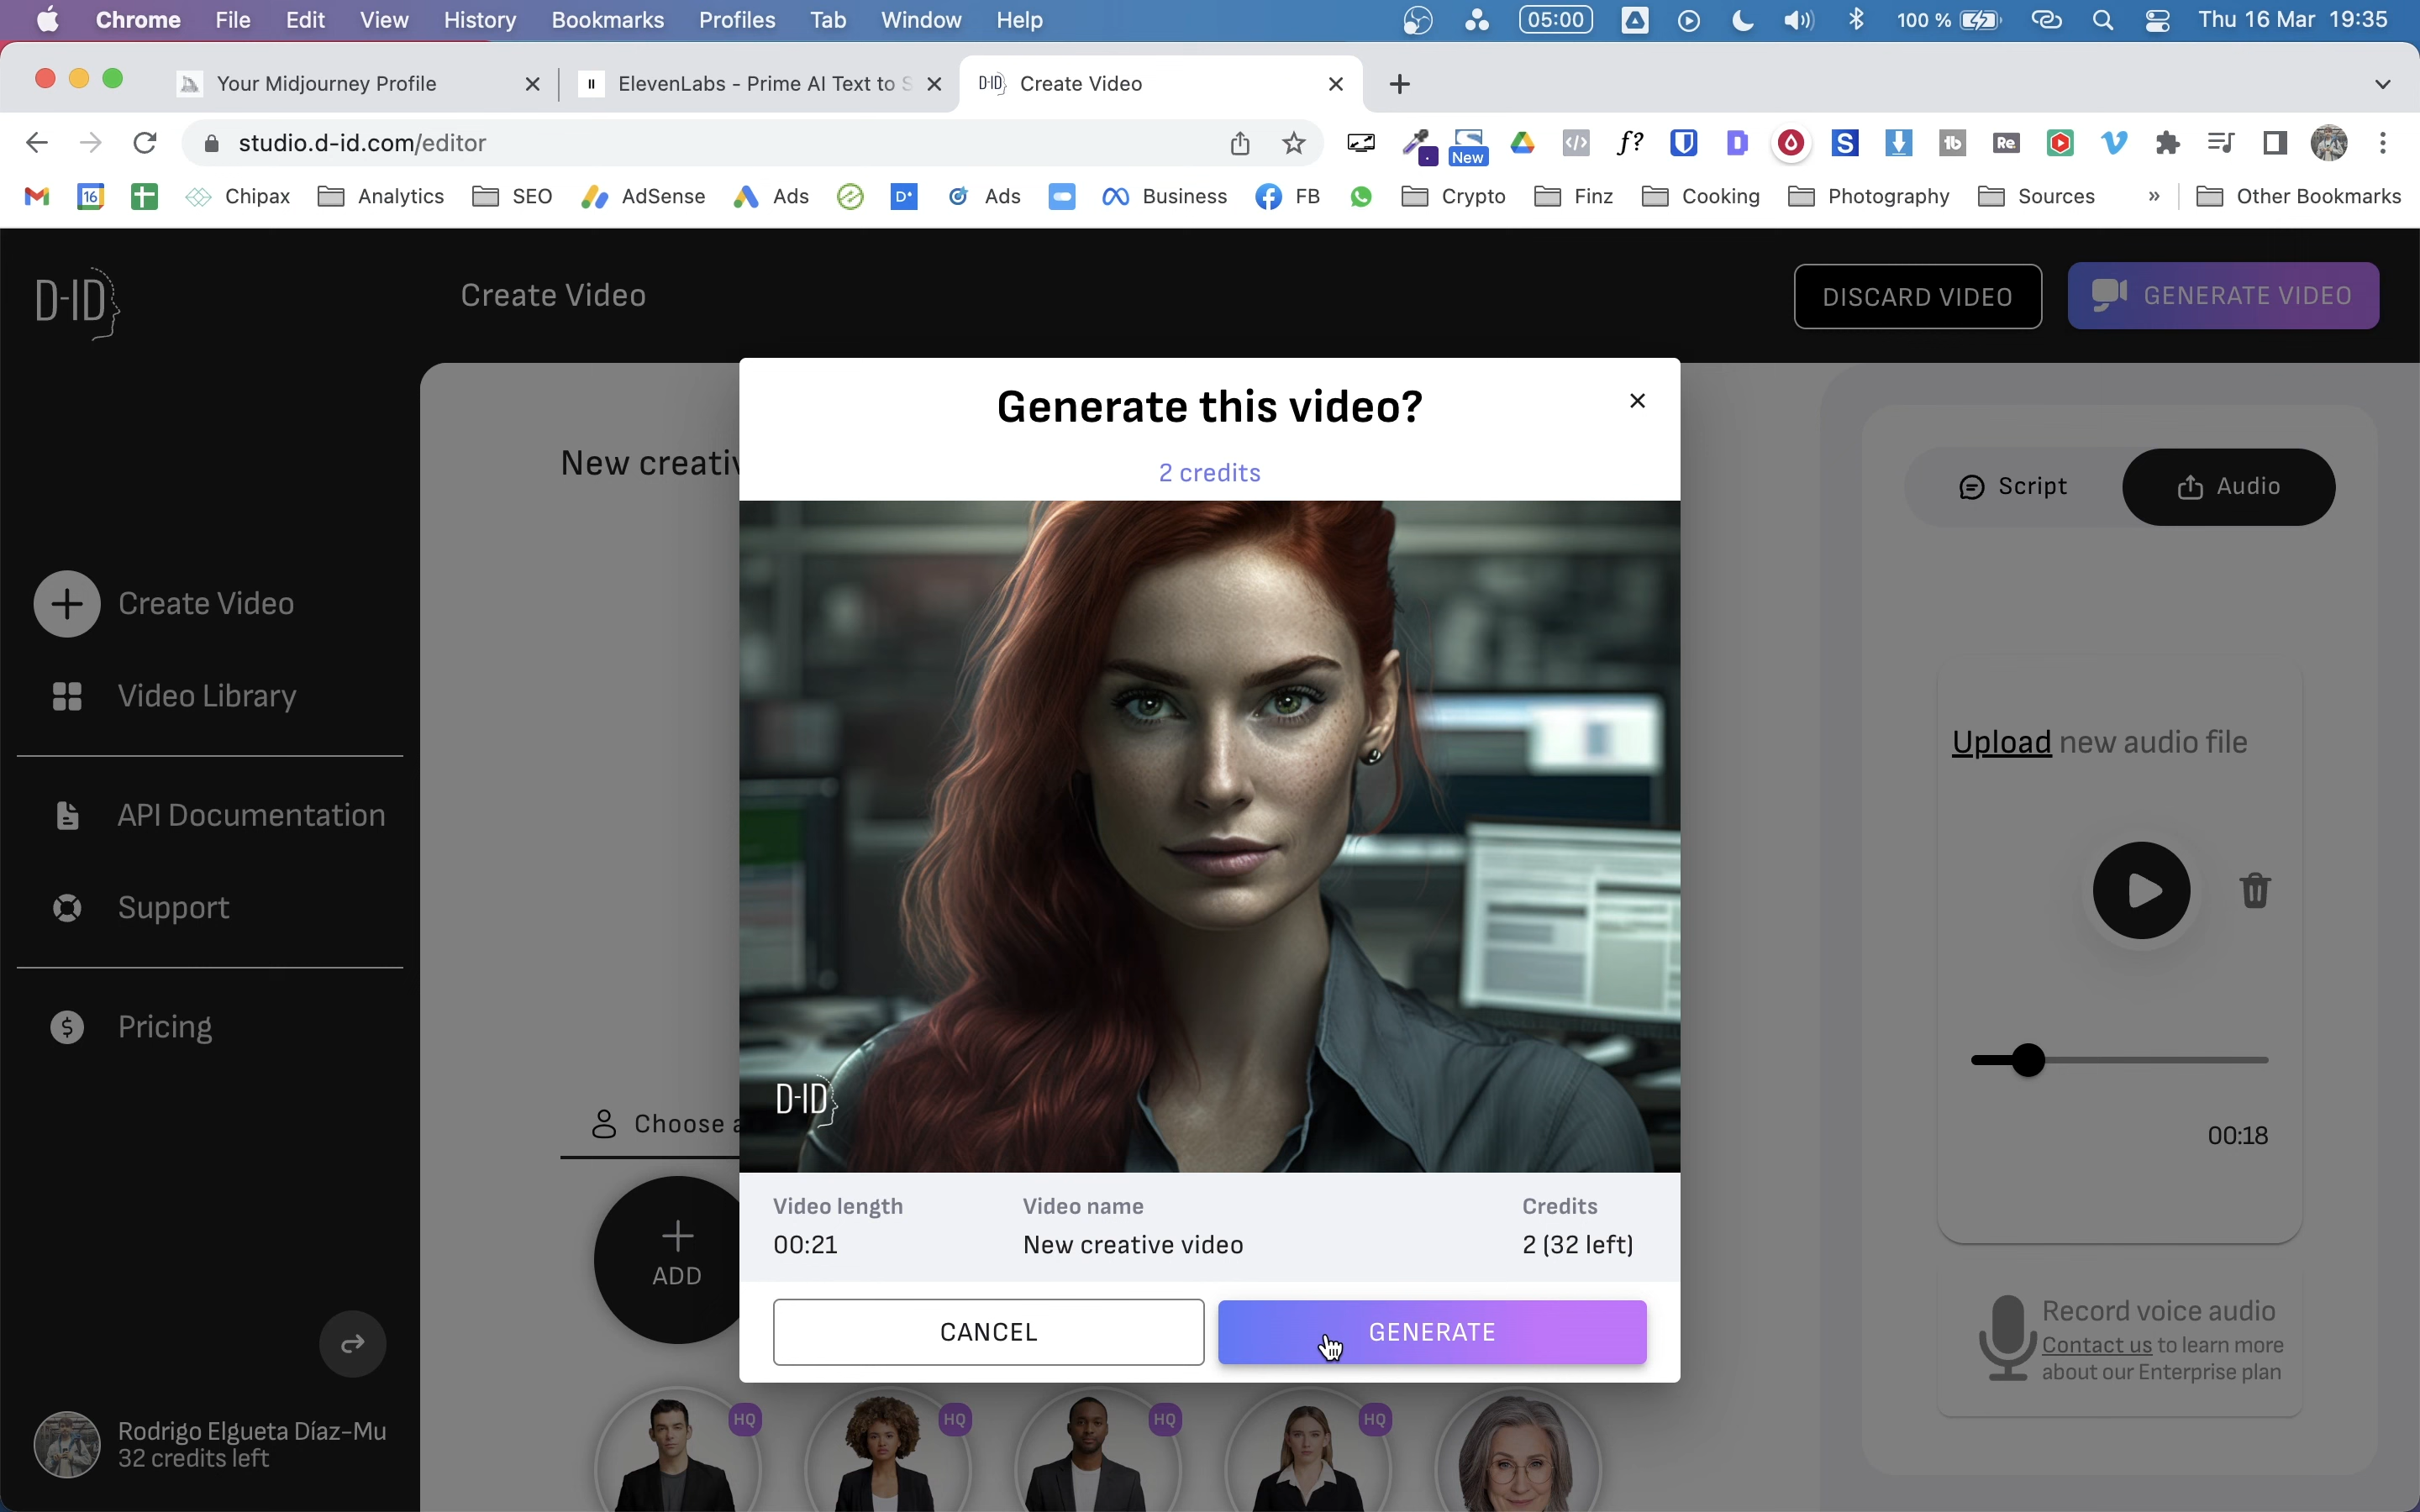 Chrome File Edit View History Bookmarks Profiles Tab Window Help 05:00 100 % Thu 16 Mar 19:35
Your Midjourney Profile
ElevenLabs - Prime AI Text to S
D-ID Create Video
studio.d-id.com/editor
New
f?
S
tb
Re
16
Chipax
Analytics
SEO
AdSense
Ads
D
Ads
Business
FB
Crypto
Finz
Cooking
Photography
Sources
»
Other Bookmarks
D-ID
Create Video
DISCARD VIDEO
GENERATE VIDEO
Create Video
Video Library
API Documentation
Support
Pricing
Rodrigo Elgueta Díaz-Mu
32 credits left
New creativ
Choose a
ADD
HQ
HQ
HQ
HQ
Generate this video?
2 credits
D-ID
Video length
Video name
Credits
00:21
New creative video
2 (32 left)
CANCEL
GENERATE
Script
Audio
Upload new audio file
00:18
Record voice audio
Contact us to learn more
about our Enterprise plan